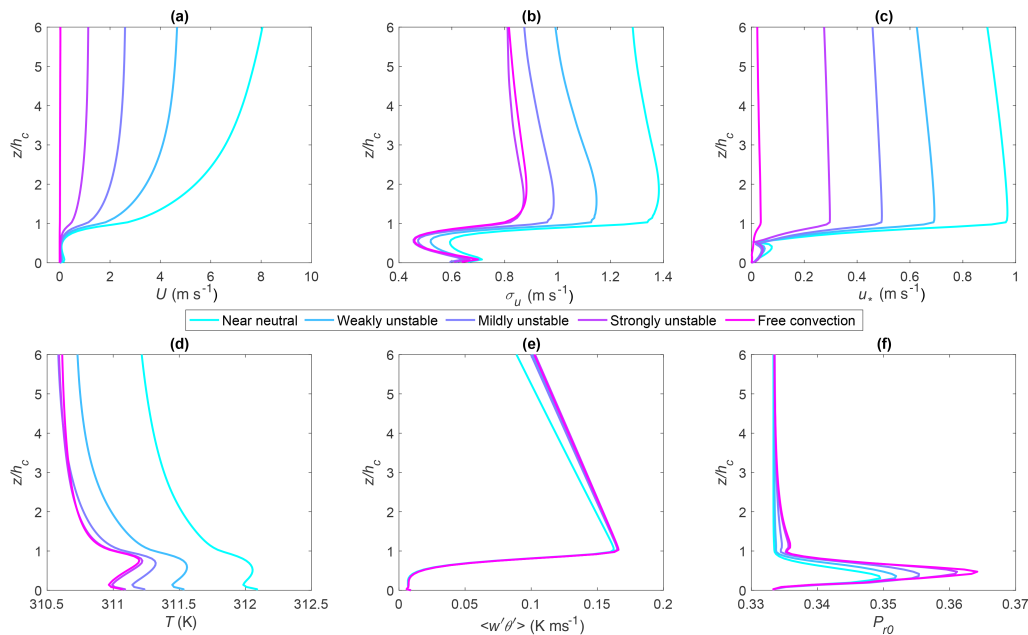 (a)
(b)
(c)
6
5
4
3
2
1
0
z/h_c
0 2 4 6 8 10
U (m s⁻¹)
6
5
4
3
2
1
0
z/h_c
0.4 0.6 0.8 1 1.2 1.4
σ_u (m s⁻¹)
6
5
4
3
2
1
0
z/h_c
0 0.2 0.4 0.6 0.8 1
u_* (m s⁻¹)
Near neutral Weakly unstable Mildly unstable Strongly unstable Free convection
(d)
(e)
(f)
6
5
4
3
2
1
0
z/h_c
310.5 311 311.5 312 312.5
T (K)
6
5
4
3
2
1
0
z/h_c
0 0.05 0.1 0.15 0.2
<w'θ'> (K ms⁻¹)
6
5
4
3
2
1
0
z/h_c
0.33 0.34 0.35 0.36 0.37
P_r0